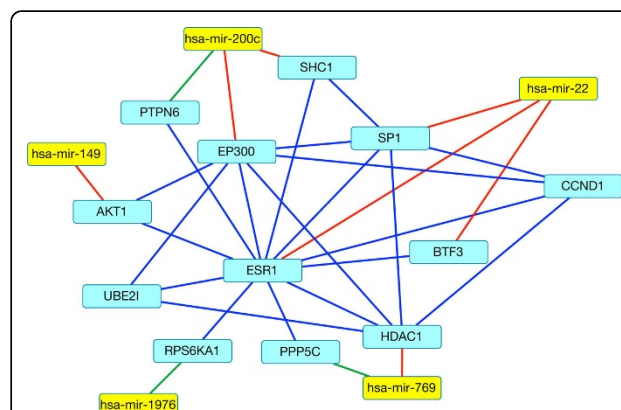 hsa-mir-200c
SHC1
hsa-mir-22
PTPN6
SP1
EP300
hsa-mir-149
CCND1
AKT1
BTF3
ESR1
UBE2I
HDAC1
RPS6KA1
PPP5C
hsa-mir-769
hsa-mir-1976